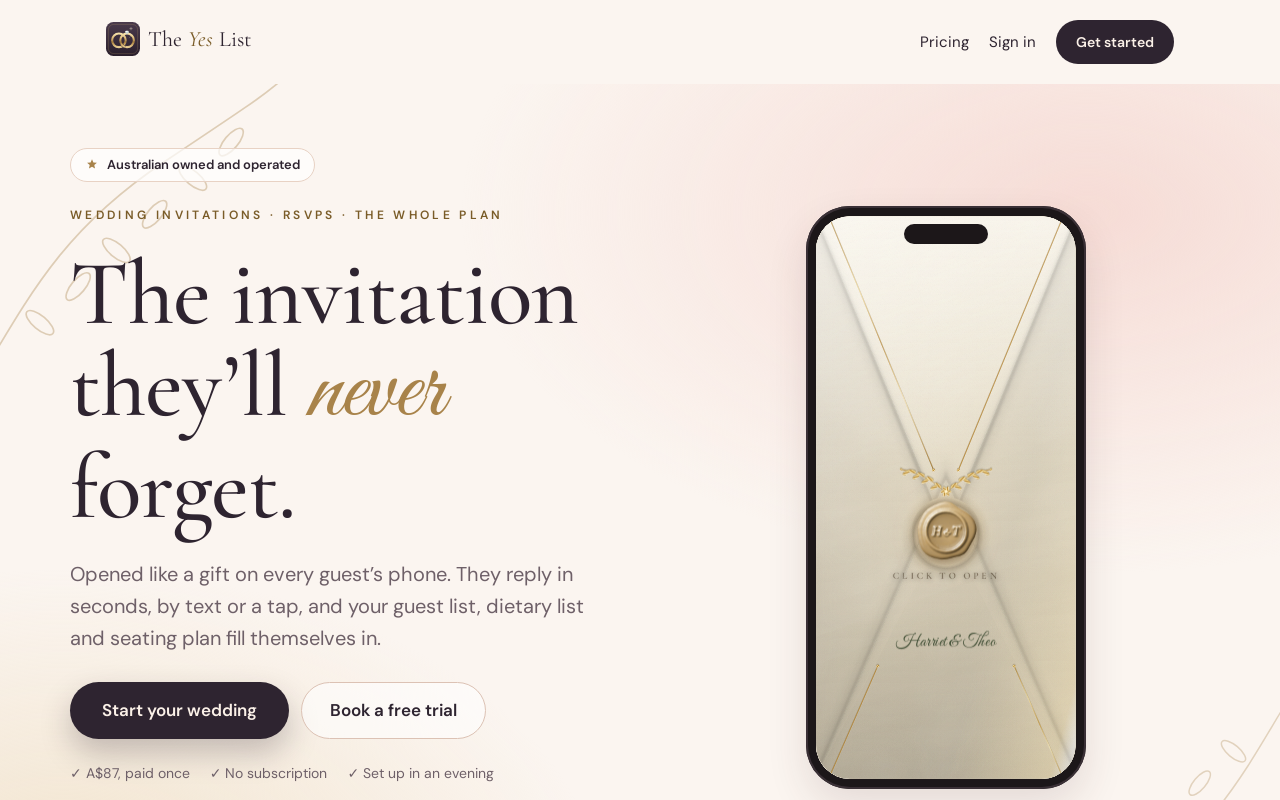 The Yes List
Pricing
Sign in
Get started
Australian owned and operated
WEDDING INVITATIONS · RSVPS · THE WHOLE PLAN
The invitation
they’ll never
forget.
Opened like a gift on every guest’s phone. They reply in
seconds, by text or a tap, and your guest list, dietary list
and seating plan fill themselves in.
Start your wedding
Book a free trial
✓ A$87, paid once
✓ No subscription
✓ Set up in an evening
H&T
CLICK TO OPEN
Harriet & Theo